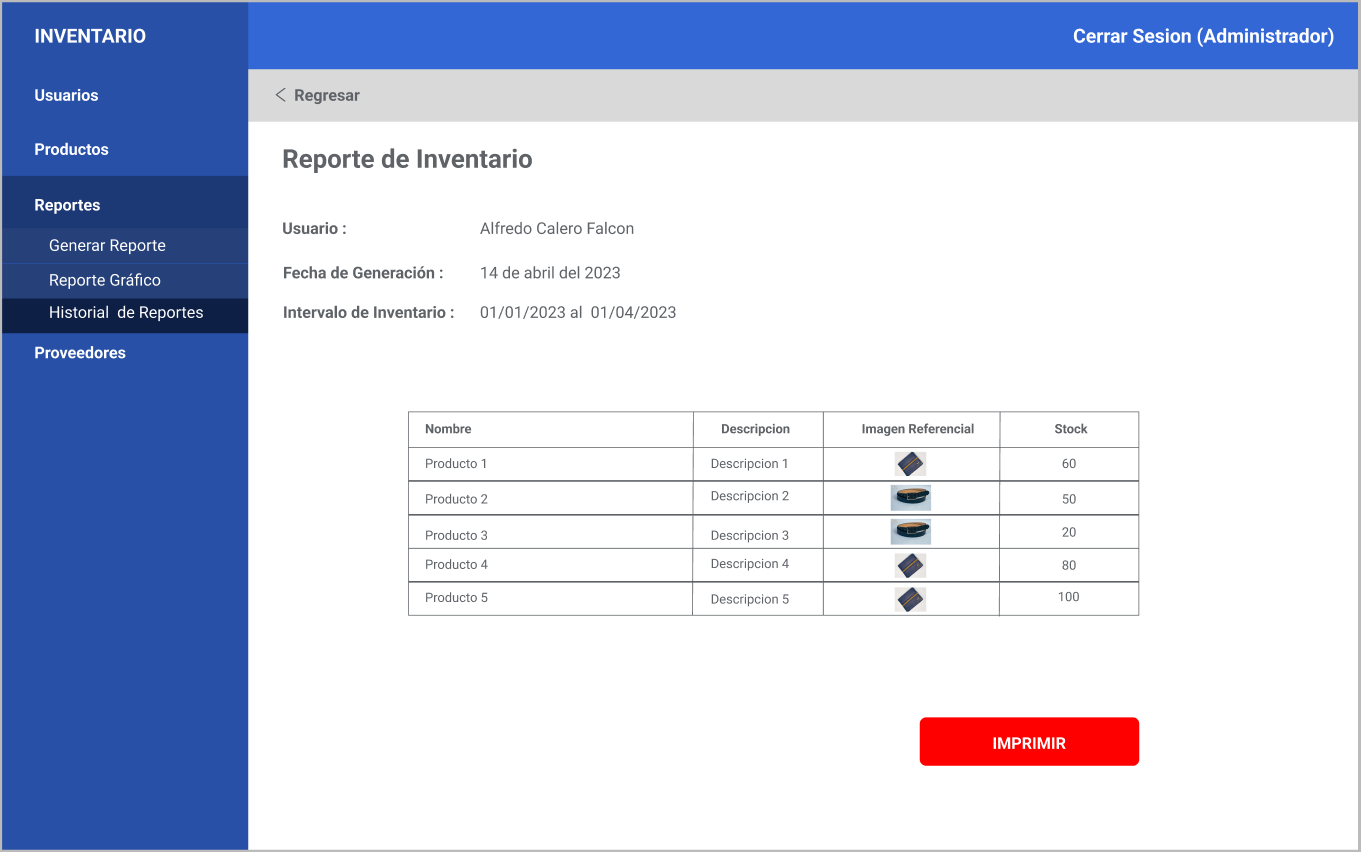 INVENTARIO
Cerrar Sesion (Administrador)
Usuarios
Productos
Reportes
Generar Reporte
Reporte Gráfico
Historial de Reportes
Proveedores
Regresar
Reporte de Inventario
Usuario : Alfredo Calero Falcon
Fecha de Generación : 14 de abril del 2023
Intervalo de Inventario : 01/01/2023 al 01/04/2023
Nombre Descripcion Imagen Referencial Stock
Producto 1 Descripcion 1 60
Producto 2 Descripcion 2 50
Producto 3 Descripcion 3 20
Producto 4 Descripcion 4 80
Producto 5 Descripcion 5 100
IMPRIMIR